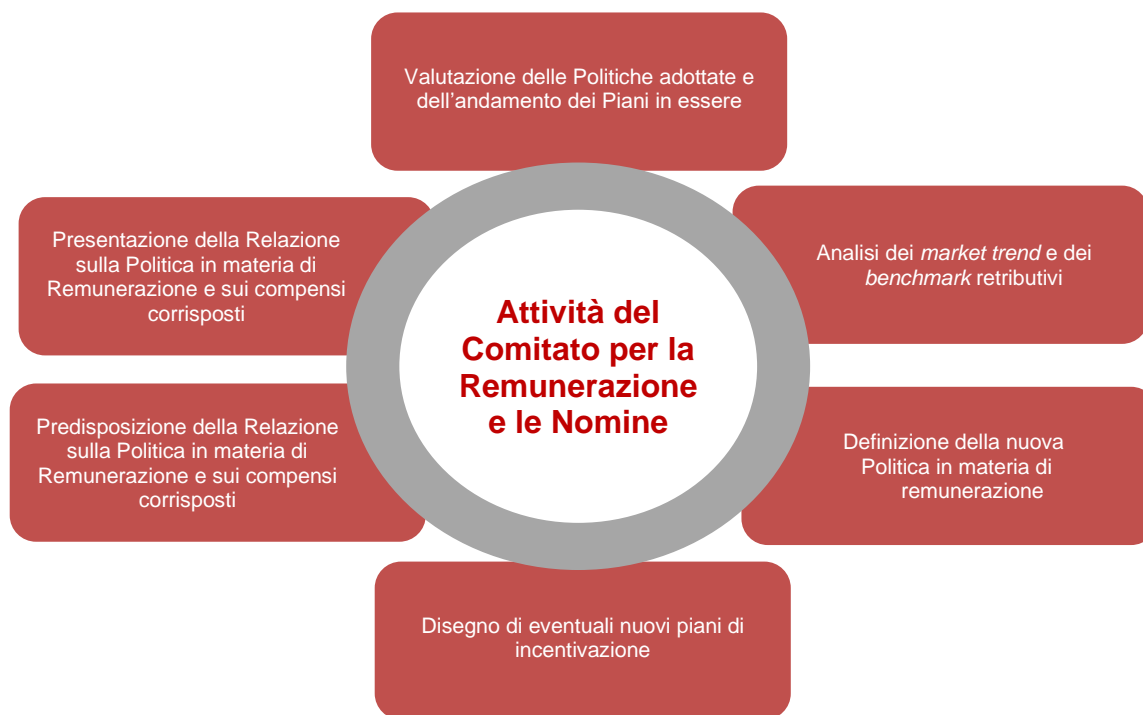 Valutazione delle Politiche adottate e
dell’andamento dei Piani in essere
Analisi dei market trend e dei
benchmark retributivi
Definizione della nuova
Politica in materia di
remunerazione
Disegno di eventuali nuovi piani di
incentivazione
Predisposizione della Relazione
sulla Politica in materia di
Remunerazione e sui compensi
corrisposti
Presentazione della Relazione
sulla Politica in materia di
Remunerazione e sui compensi
corrisposti
Attività del
Comitato per la
Remunerazione
e le Nomine